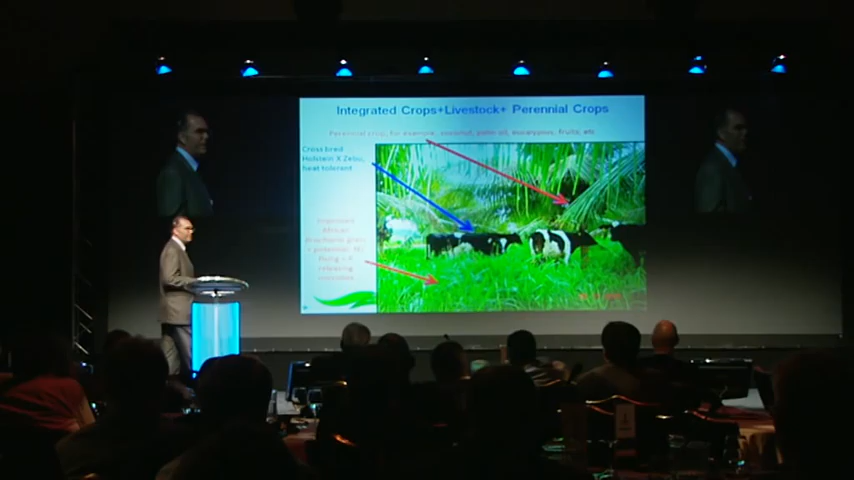 Integrated Crops+Livestock+ Perennial Crops
Perennial crop, for example, coconut, palm oil, eucalyptus, fruits, etc
Cross bred
Holstein X Zebu,
heat tolerent
Improved
African
Brachiaria grass
releasing